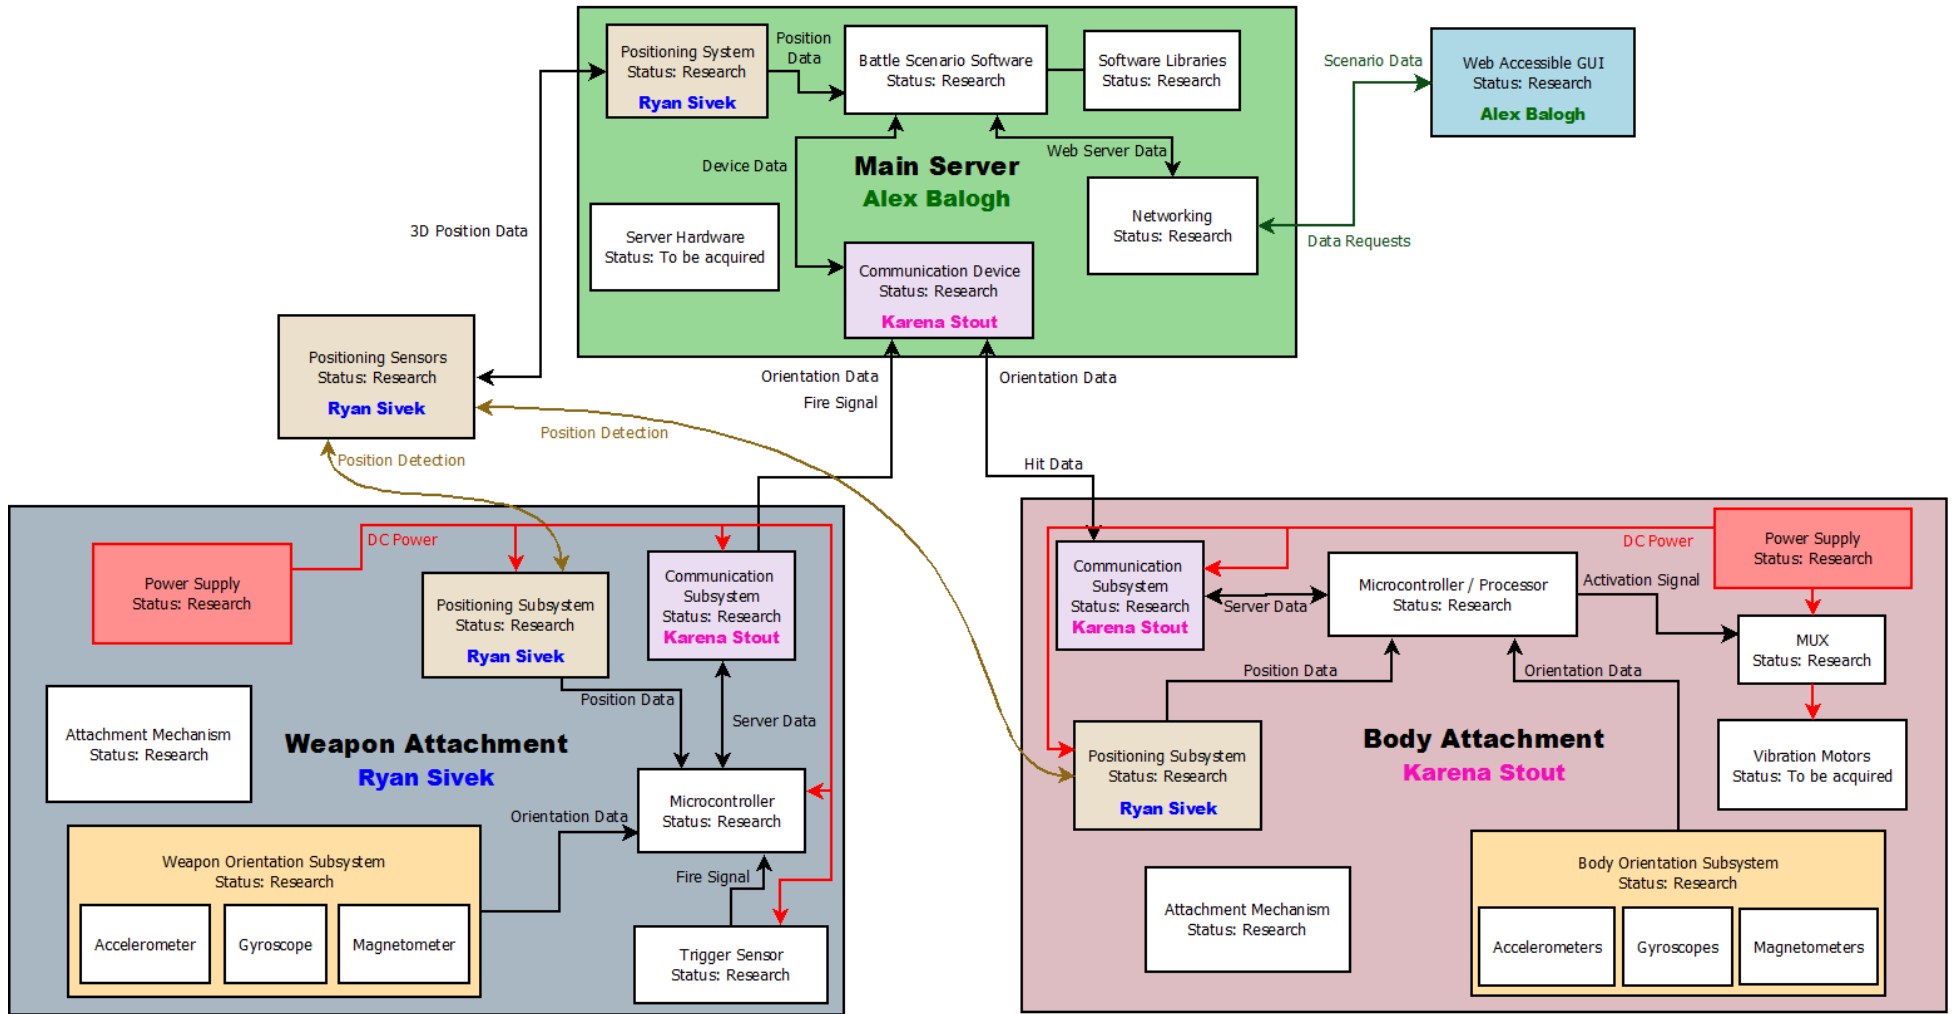 Positioning System
Status: Research
Ryan Sivek
Position
Data
Battle Scenario Software
Status: Research
Software Libraries
Status: Research
Scenario Data
Web Accessible GUI
Status: Research
Alex Balogh
Device Data
Main Server
Alex Balogh
Web Server Data
3D Position Data
Server Hardware
Status: To be acquired
Networking
Status: Research
Data Requests
Communication Device
Status: Research
Karena Stout
Positioning Sensors
Status: Research
Ryan Sivek
Orientation Data
Fire Signal
Orientation Data
Position Detection
Position Detection
Hit Data
DC Power
Power Supply
Status: Research
Positioning Subsystem
Status: Research
Ryan Sivek
Communication
Subsystem
Status: Research
Karena Stout
Position Data
Server Data
Attachment Mechanism
Status: Research
Weapon Attachment
Ryan Sivek
Microcontroller
Status: Research
Orientation Data
Weapon Orientation Subsystem
Status: Research
Accelerometer
Gyroscope
Magnetometer
Fire Signal
Trigger Sensor
Status: Research
DC Power
Power Supply
Status: Research
Communication
Subsystem
Status: Research
Karena Stout
Server Data
Microcontroller / Processor
Status: Research
Activation Signal
MUX
Status: Research
Position Data
Orientation Data
Positioning Subsystem
Status: Research
Ryan Sivek
Body Attachment
Karena Stout
Vibration Motors
Status: To be acquired
Attachment Mechanism
Status: Research
Body Orientation Subsystem
Status: Research
Accelerometers
Gyroscopes
Magnetometers